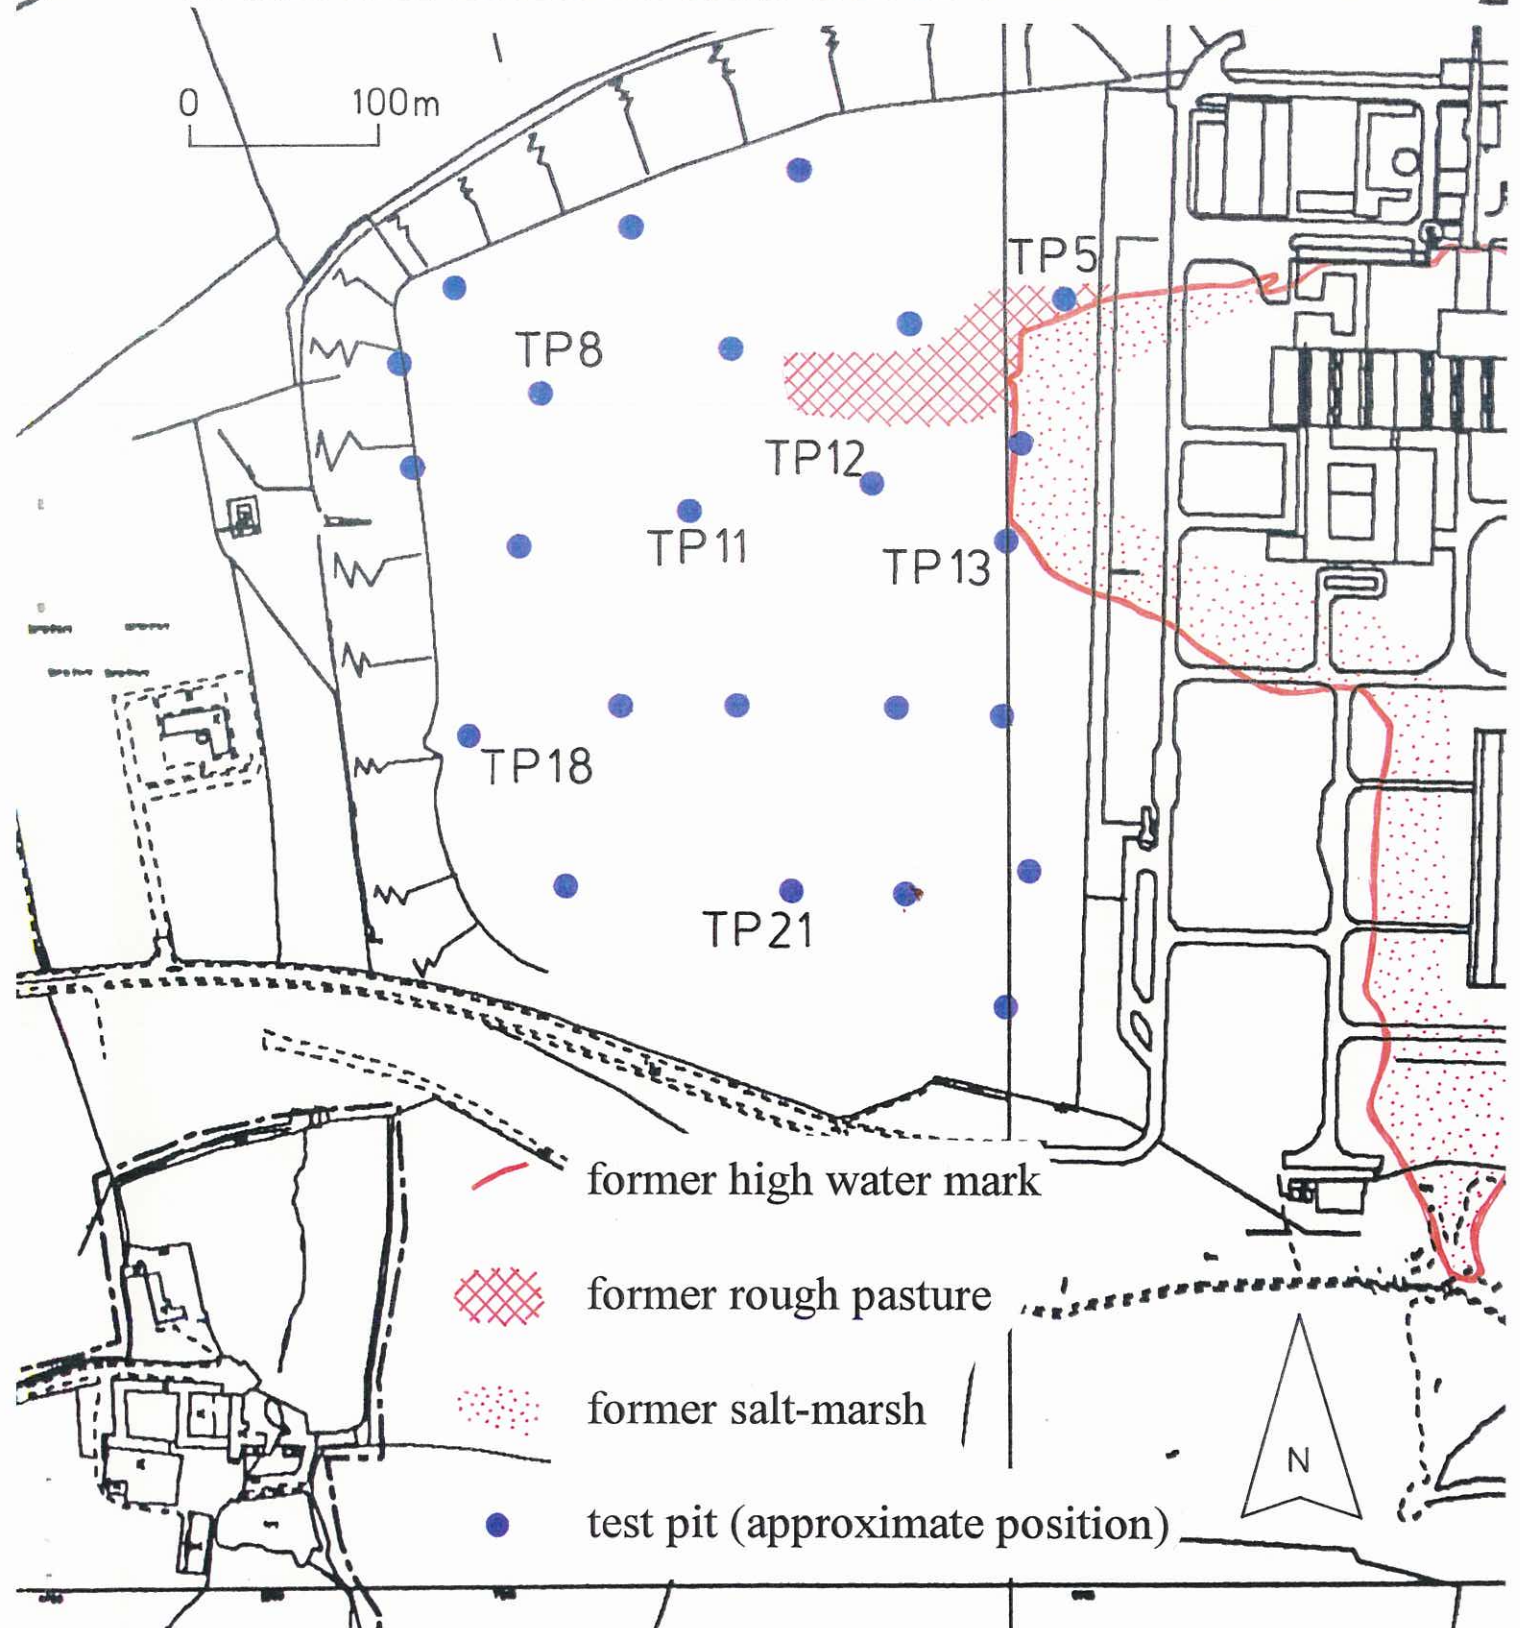 0 100m
TP5
TP8
TP12
TP11
TP13
TP18
TP21
former high water mark
former rough pasture
former salt-marsh
N
test pit (approximate position)